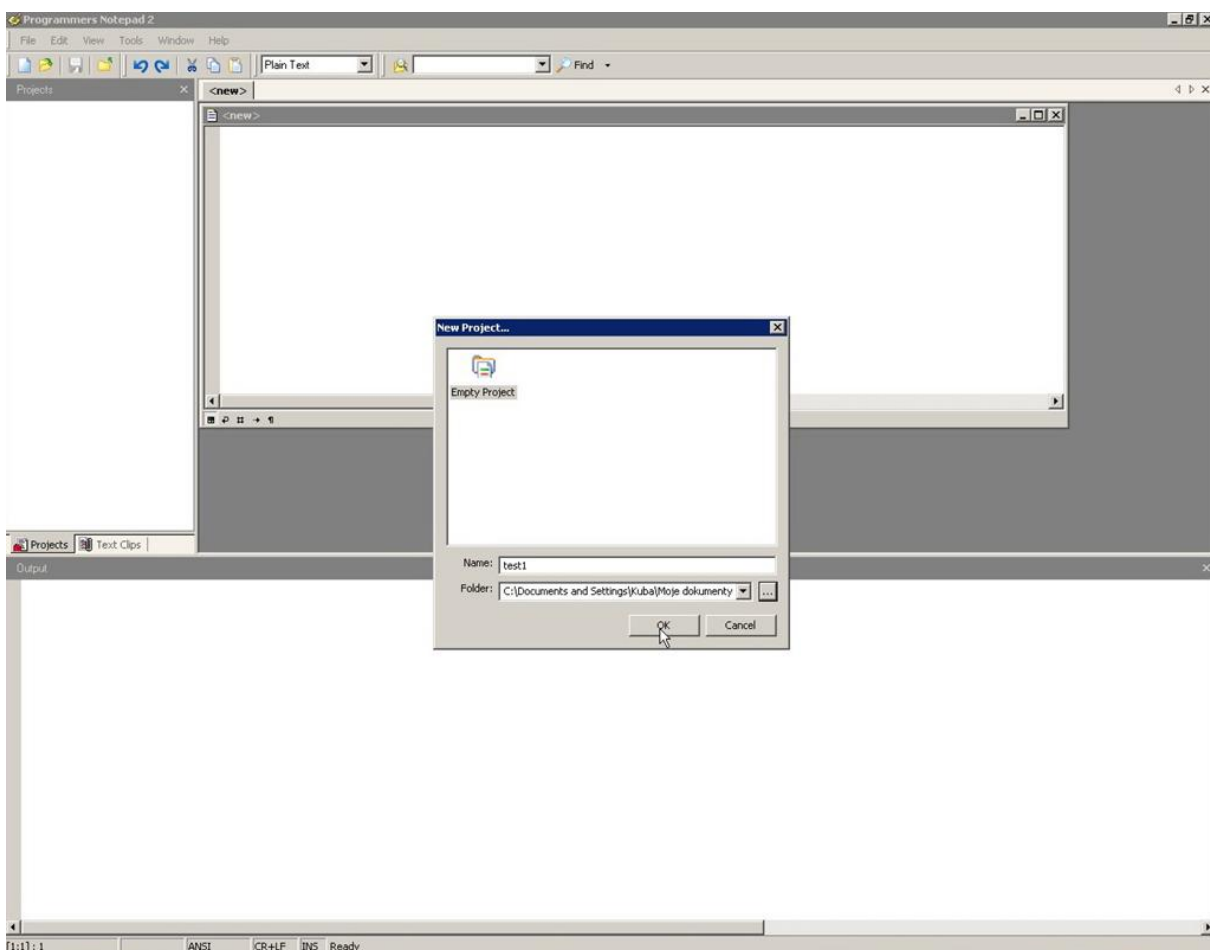 Programmers Notepad 2
File Edit View Tools Window Help
Plain Text Find
Projects <new>
<new>
New Project...
Empty Project
Projects Text Clips
Name: test1
Output
Folder: C:\Documents and Settings\Kuba\Moje dokumenty ...
OK Cancel
[1:1] : 1 ANSI CR+LF INS Ready